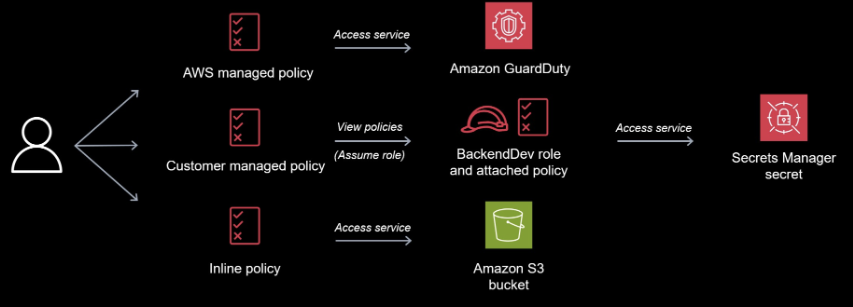 Access service
AWS managed policy
Amazon GuardDuty
View policies
(Assume role)
Customer managed policy
BackendDev role
and attached policy
Access service
Secrets Manager
secret
Access service
Inline policy
Amazon S3
bucket